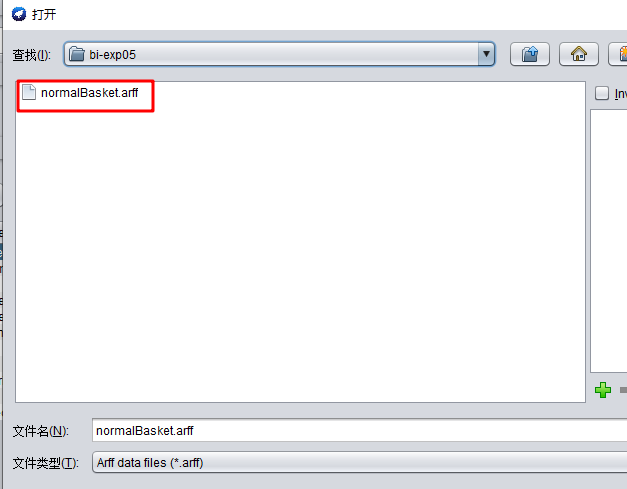 打开
查找(I):
bi-exp05
normalBasket.arff
Inv
文件名(N):
normalBasket.arff
文件类型(T):
Arff data files (*.arff)